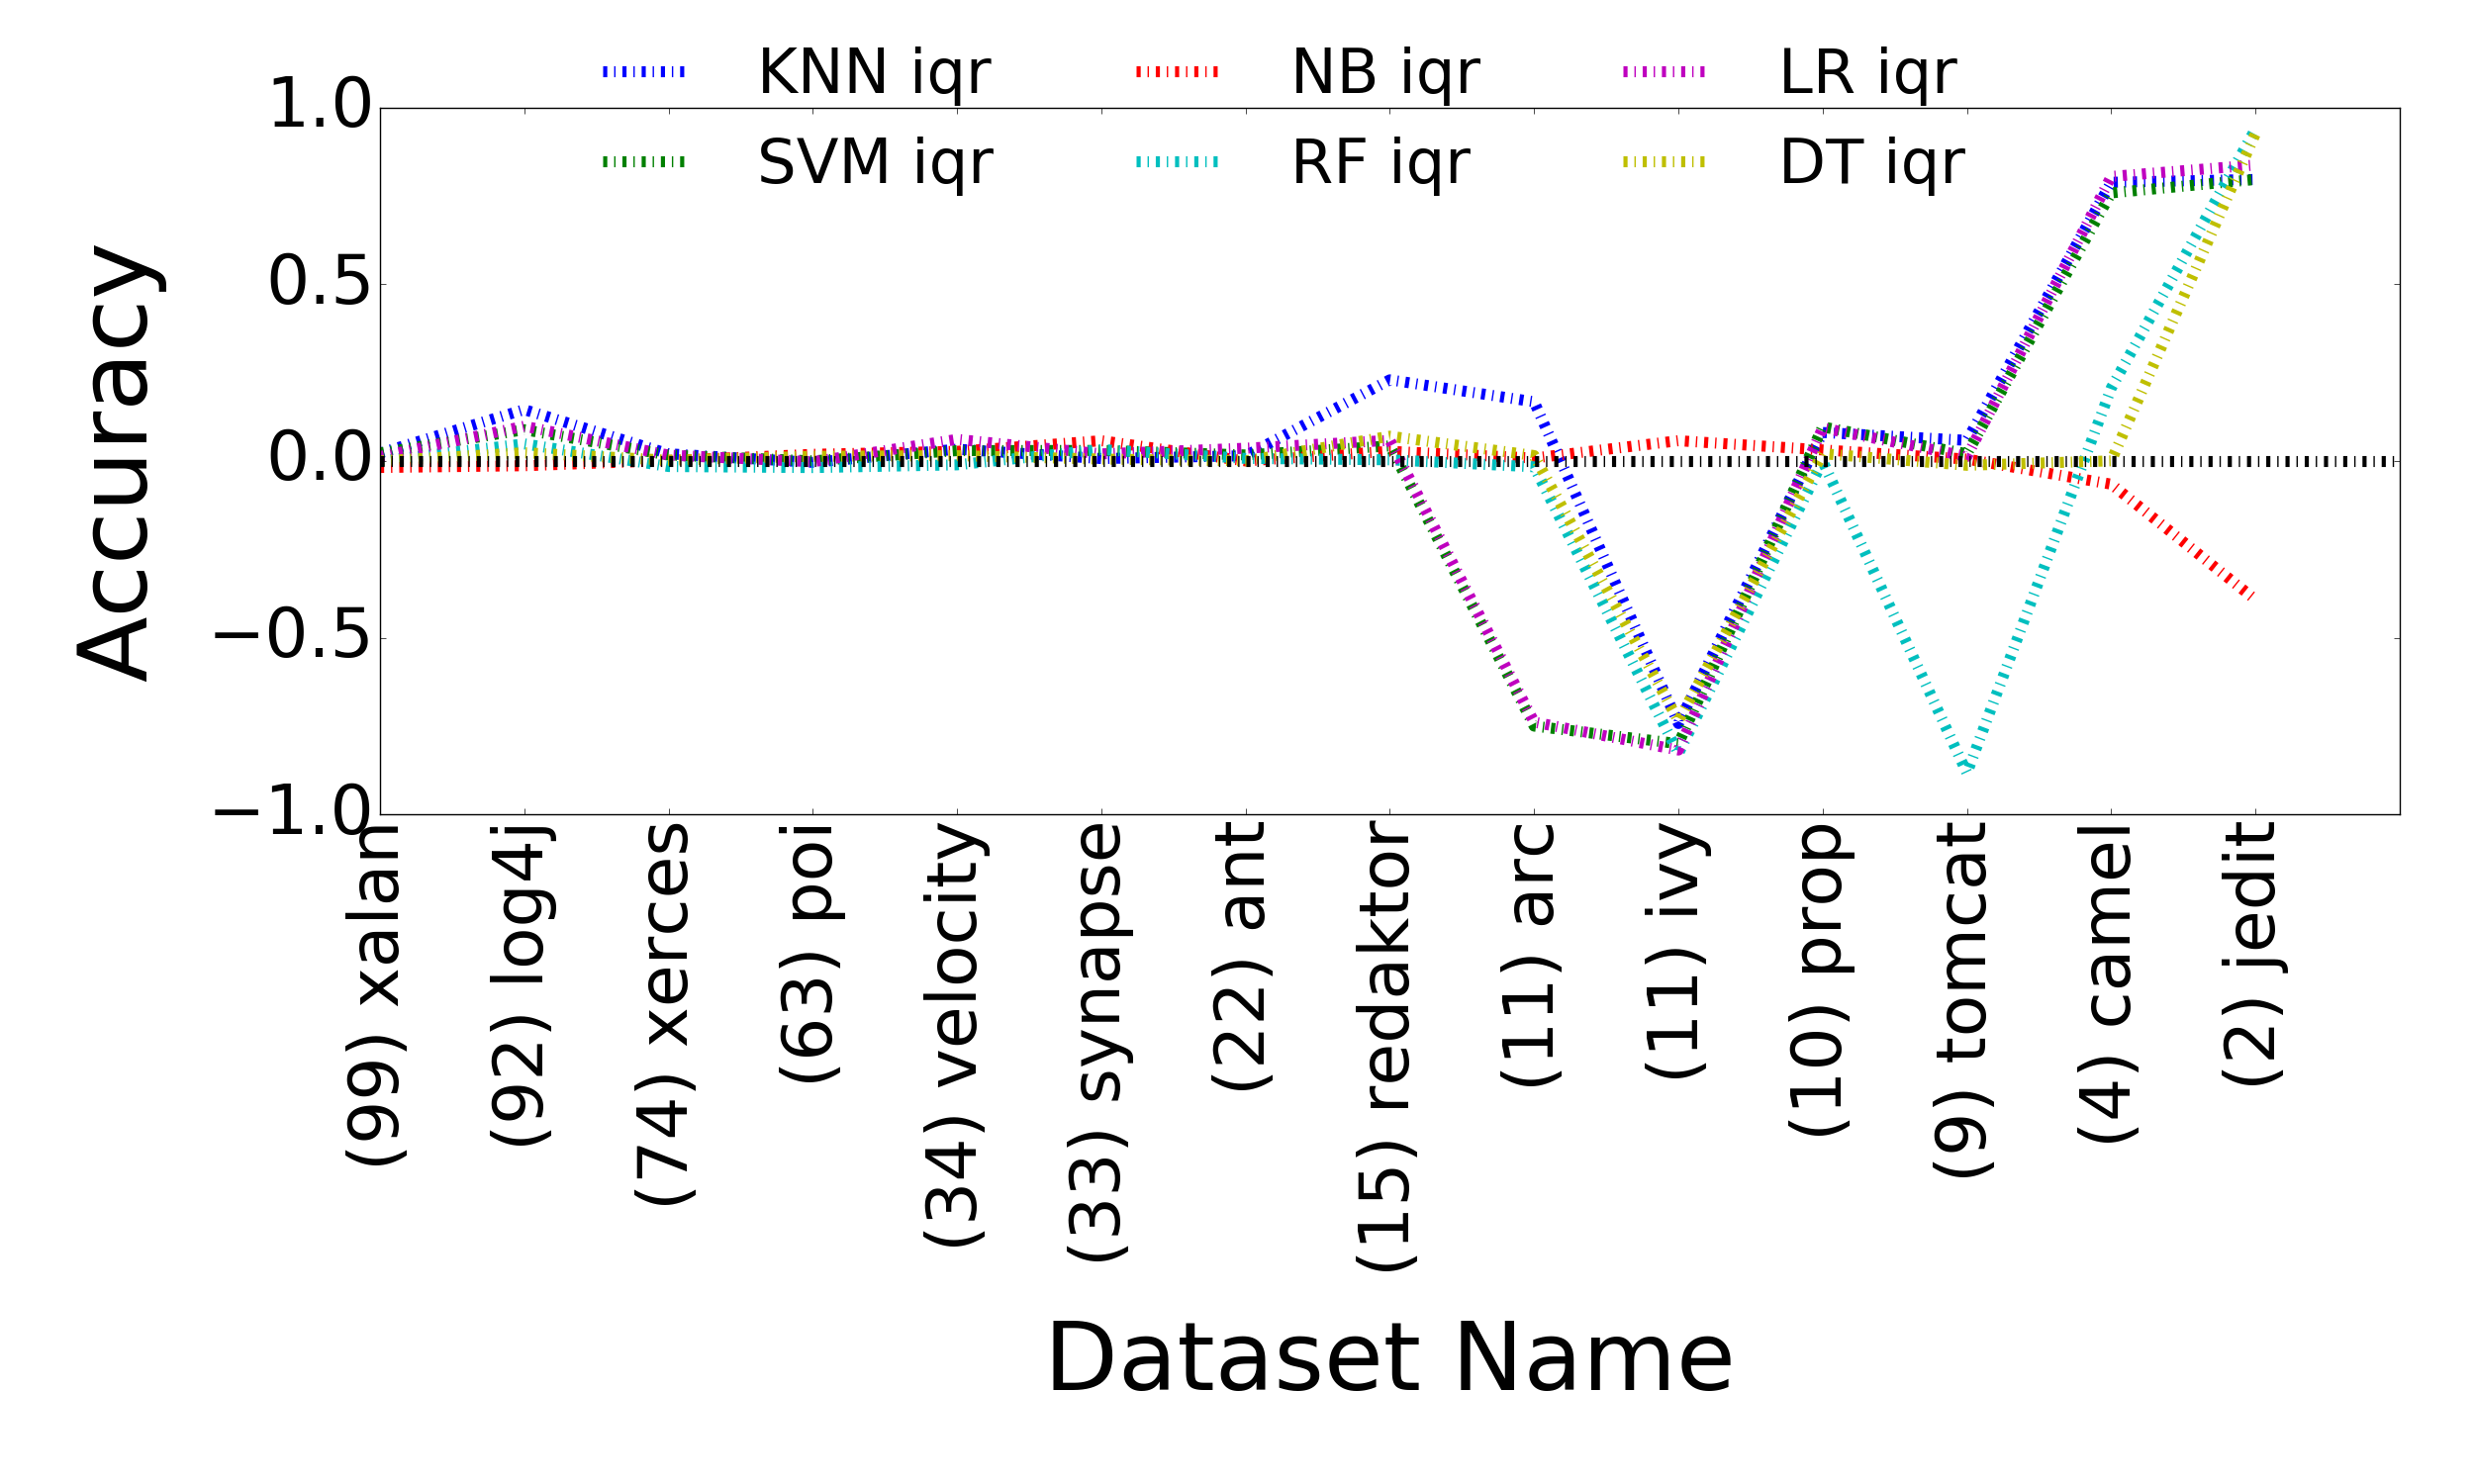 KNN iqr
NB iqr
LR iqr
SVM iqr
RF iqr
DT iqr
1.0
0.5
0.0
−0.5
−1.0
Accuracy
(99) xalan
(92) log4j
(74) xerces
(63) poi
(34) velocity
(33) synapse
(22) ant
(15) redaktor
(11) arc
(11) ivy
(10) prop
(9) tomcat
(4) camel
(2) jedit
Dataset Name